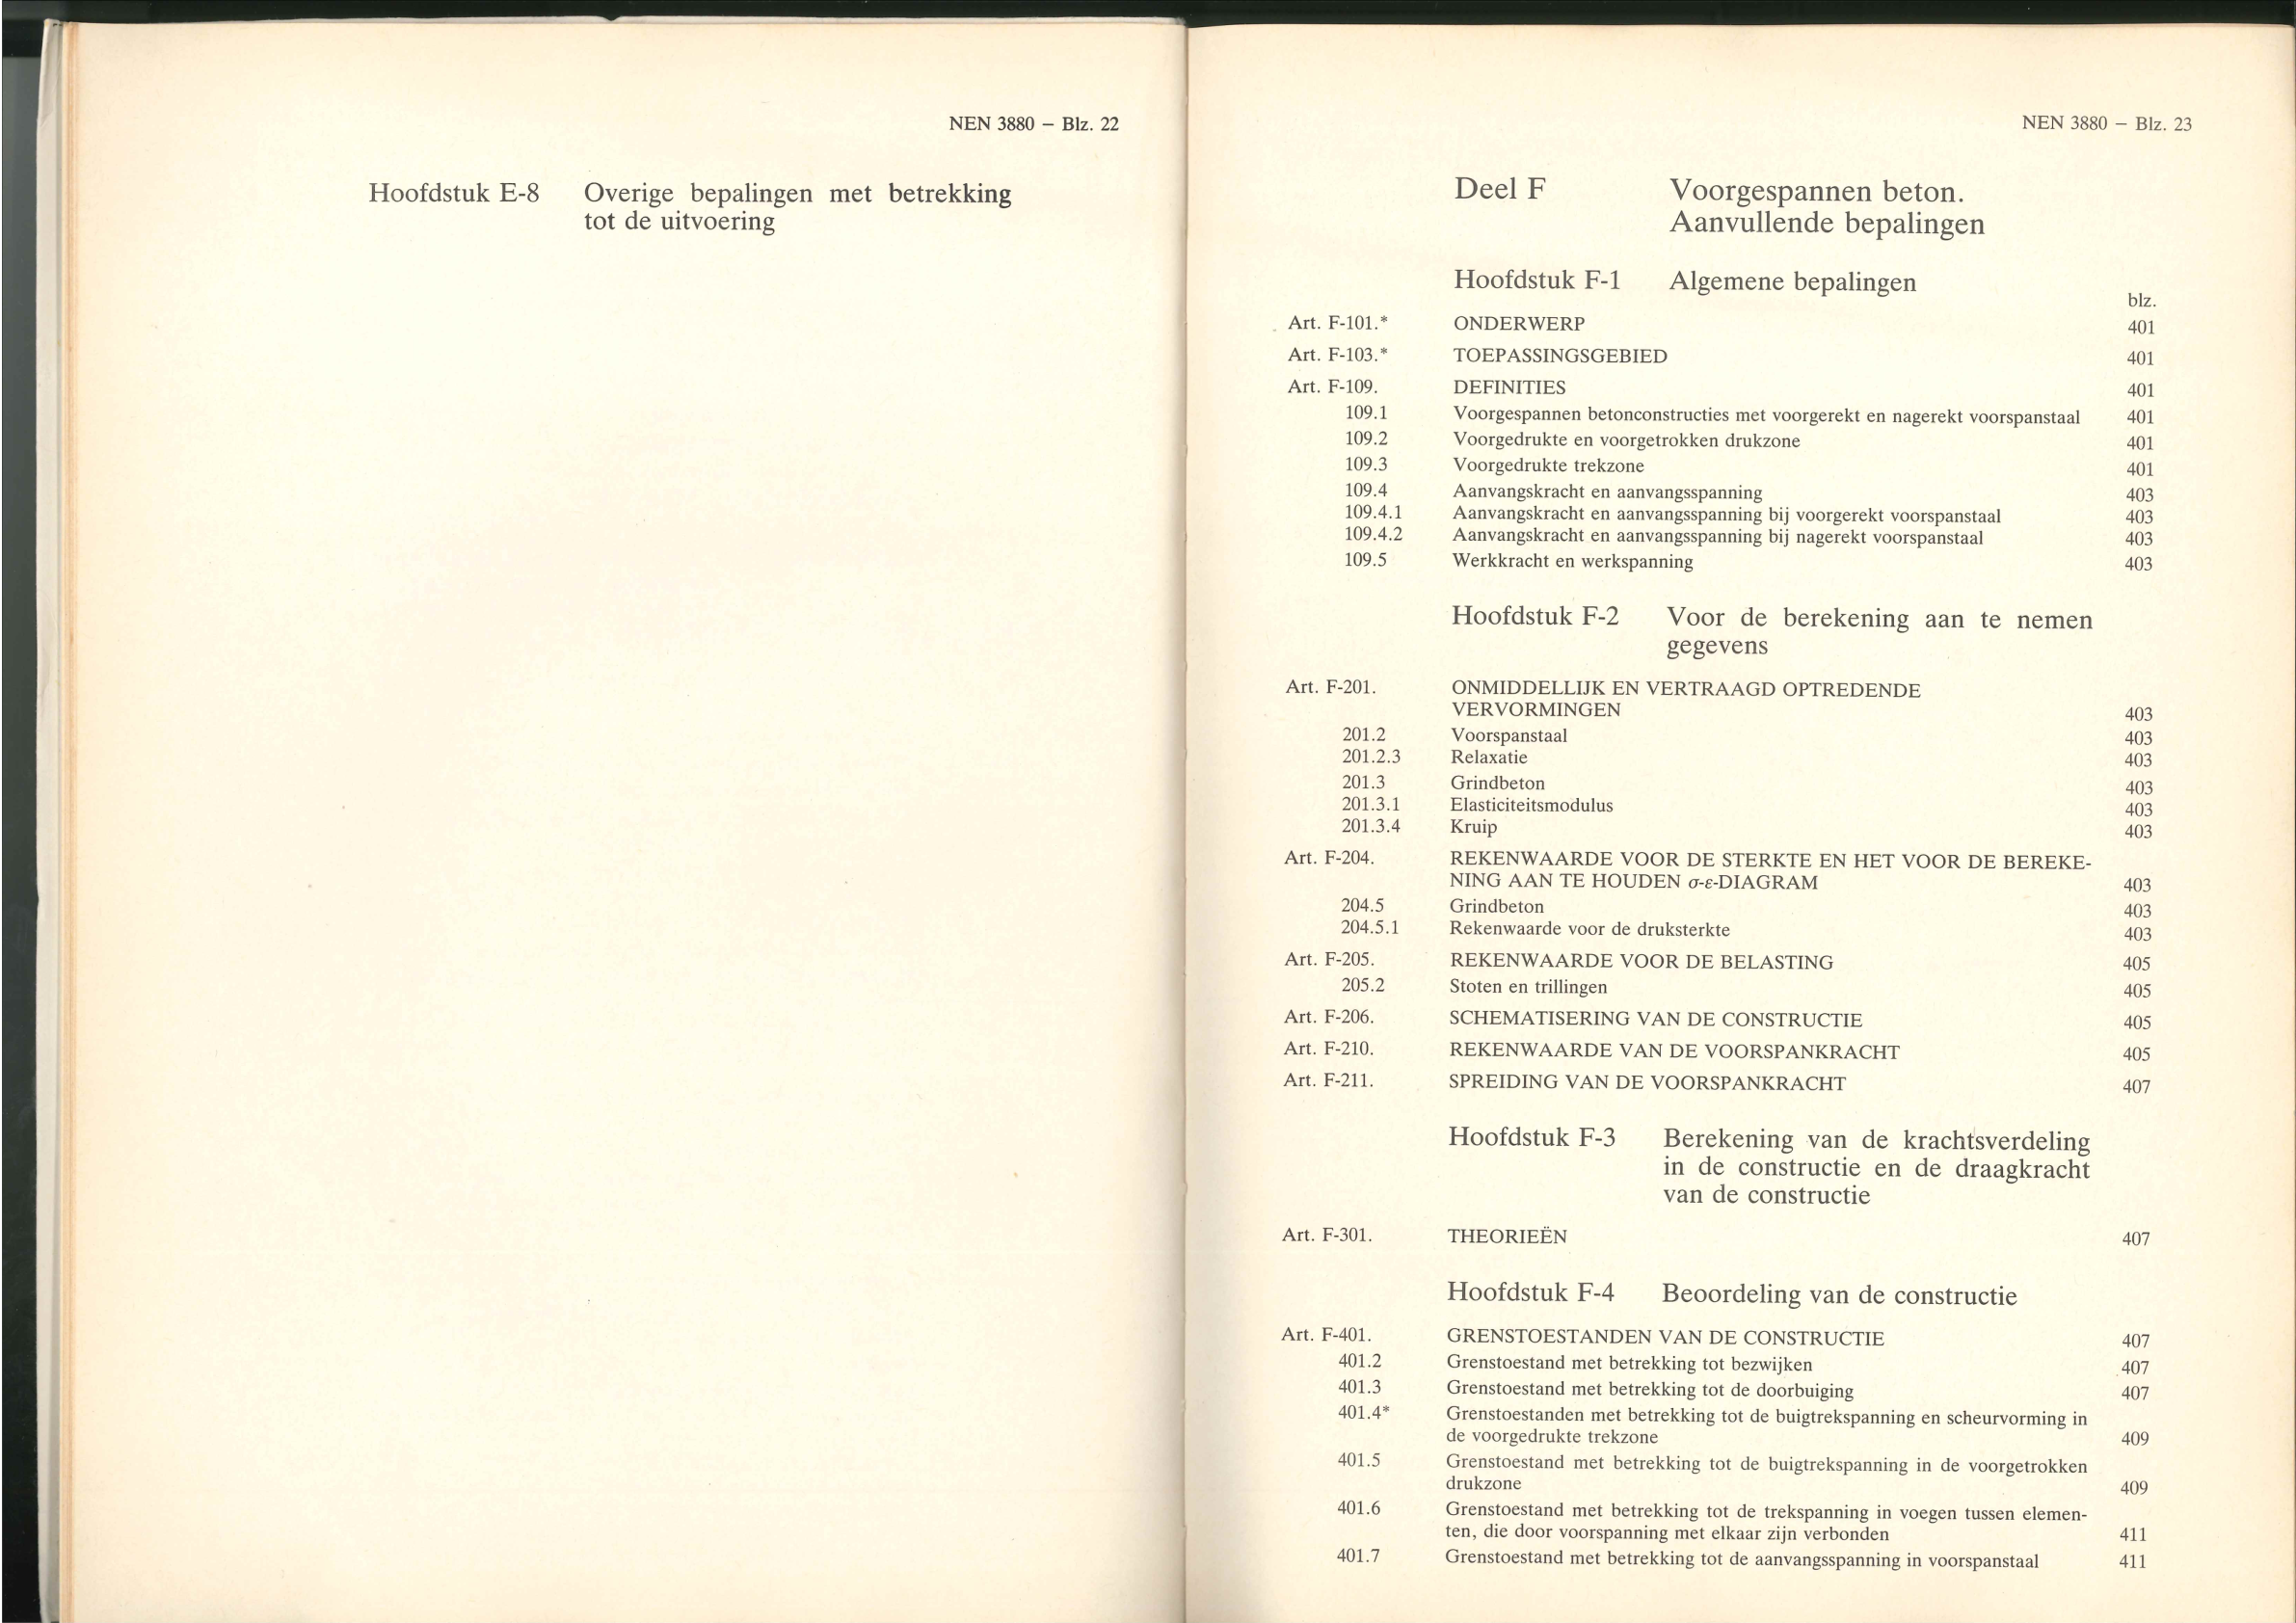 NEN 3880 – Blz. 22
Hoofdstuk E-8 Overige bepalingen met betrekking
tot de uitvoering
NEN 3880 – Blz. 23
Deel F Voorgespannen beton.
Aanvullende bepalingen
Hoofdstuk F-1 Algemene bepalingen
blz.
Art. F-101.* ONDERWERP 401
Art. F-103.* TOEPASSINGSGEBIED 401
Art. F-109. DEFINITIES 401
109.1 Voorgespannen betonconstructies met voorgerekt en nagerekt voorspanstaal 401
109.2 Voorgedrukte en voorgetrokken drukzone 401
109.3 Voorgedrukte trekzone 401
109.4 Aanvangskracht en aanvangsspanning 403
109.4.1 Aanvangskracht en aanvangsspanning bij voorgerekt voorspanstaal 403
109.4.2 Aanvangskracht en aanvangsspanning bij nagerekt voorspanstaal 403
109.5 Werkkracht en werkspanning 403
Hoofdstuk F-2 Voor de berekening aan te nemen
gegevens
Art. F-201. ONMIDDELLIJK EN VERTRAAGD OPTREDENDE
VERVORMINGEN 403
201.2 Voorspanstaal 403
201.2.3 Relaxatie 403
201.3 Grindbeton 403
201.3.1 Elasticiteitsmodulus 403
201.3.4 Kruip 403
Art. F-204. REKENWAARDE VOOR DE STERKTE EN HET VOOR DE BEREKE-
NING AAN TE HOUDEN σ-ε-DIAGRAM 403
204.5 Grindbeton 403
204.5.1 Rekenwaarde voor de druksterkte 403
Art. F-205. REKENWAARDE VOOR DE BELASTING 405
205.2 Stoten en trillingen 405
Art. F-206. SCHEMATISERING VAN DE CONSTRUCTIE 405
Art. F-210. REKENWAARDE VAN DE VOORSPANKRACHT 405
Art. F-211. SPREIDING VAN DE VOORSPANKRACHT 407
Hoofdstuk F-3 Berekening van de krachtsverdeling
in de constructie en de draagkracht
van de constructie
Art. F-301. THEORIEËN 407
Hoofdstuk F-4 Beoordeling van de constructie
Art. F-401. GRENSTOESTANDEN VAN DE CONSTRUCTIE 407
401.2 Grenstoestand met betrekking tot bezwijken 407
401.3 Grenstoestand met betrekking tot de doorbuiging 407
401.4* Grenstoestanden met betrekking tot de buigtrekspanning en scheurvorming in
de voorgedrukte trekzone 409
401.5 Grenstoestand met betrekking tot de buigtrekspanning in de voorgetrokken
drukzone 409
401.6 Grenstoestand met betrekking tot de trekspanning in voegen tussen elemen-
ten, die door voorspanning met elkaar zijn verbonden 411
401.7 Grenstoestand met betrekking tot de aanvangsspanning in voorspanstaal 411